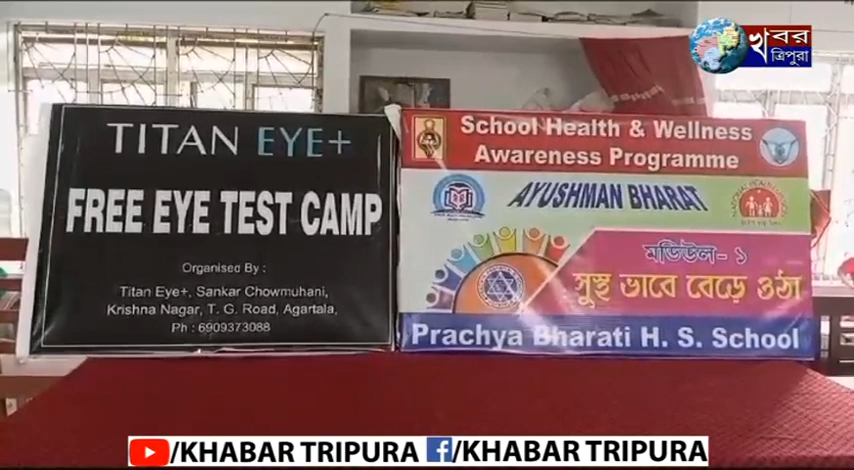 খবর
ত্রিপুরা
TITAN EYE+
FREE EYE TEST CAMP
Organised By :
Titan Eye+, Sankar Chowmuhani,
Krishna Nagar, T. G. Road, Agartala,
Ph : 6909373088
School Health & Wellness
Awareness Programme
AYUSHMAN BHARAT
মডিউল- ১
সুস্থ ভাবে বেড়ে ওঠা
Prachya Bharati H. S. School
/KHABAR TRIPURA f/KHABAR TRIPURA